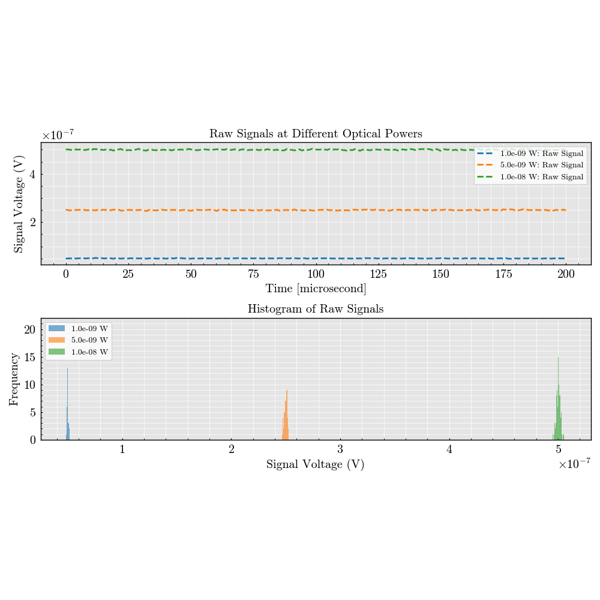 Raw Signals at Different Optical Powers
×10⁻⁷
Signal Voltage (V)
4
2
1.0e-09 W: Raw Signal
5.0e-09 W: Raw Signal
1.0e-08 W: Raw Signal
0 25 50 75 100 125 150 175 200
Time [microsecond]
Histogram of Raw Signals
Frequency
20
15
10
5
0
1.0e-09 W
5.0e-09 W
1.0e-08 W
1 2 3 4 5
Signal Voltage (V)
×10⁻⁷